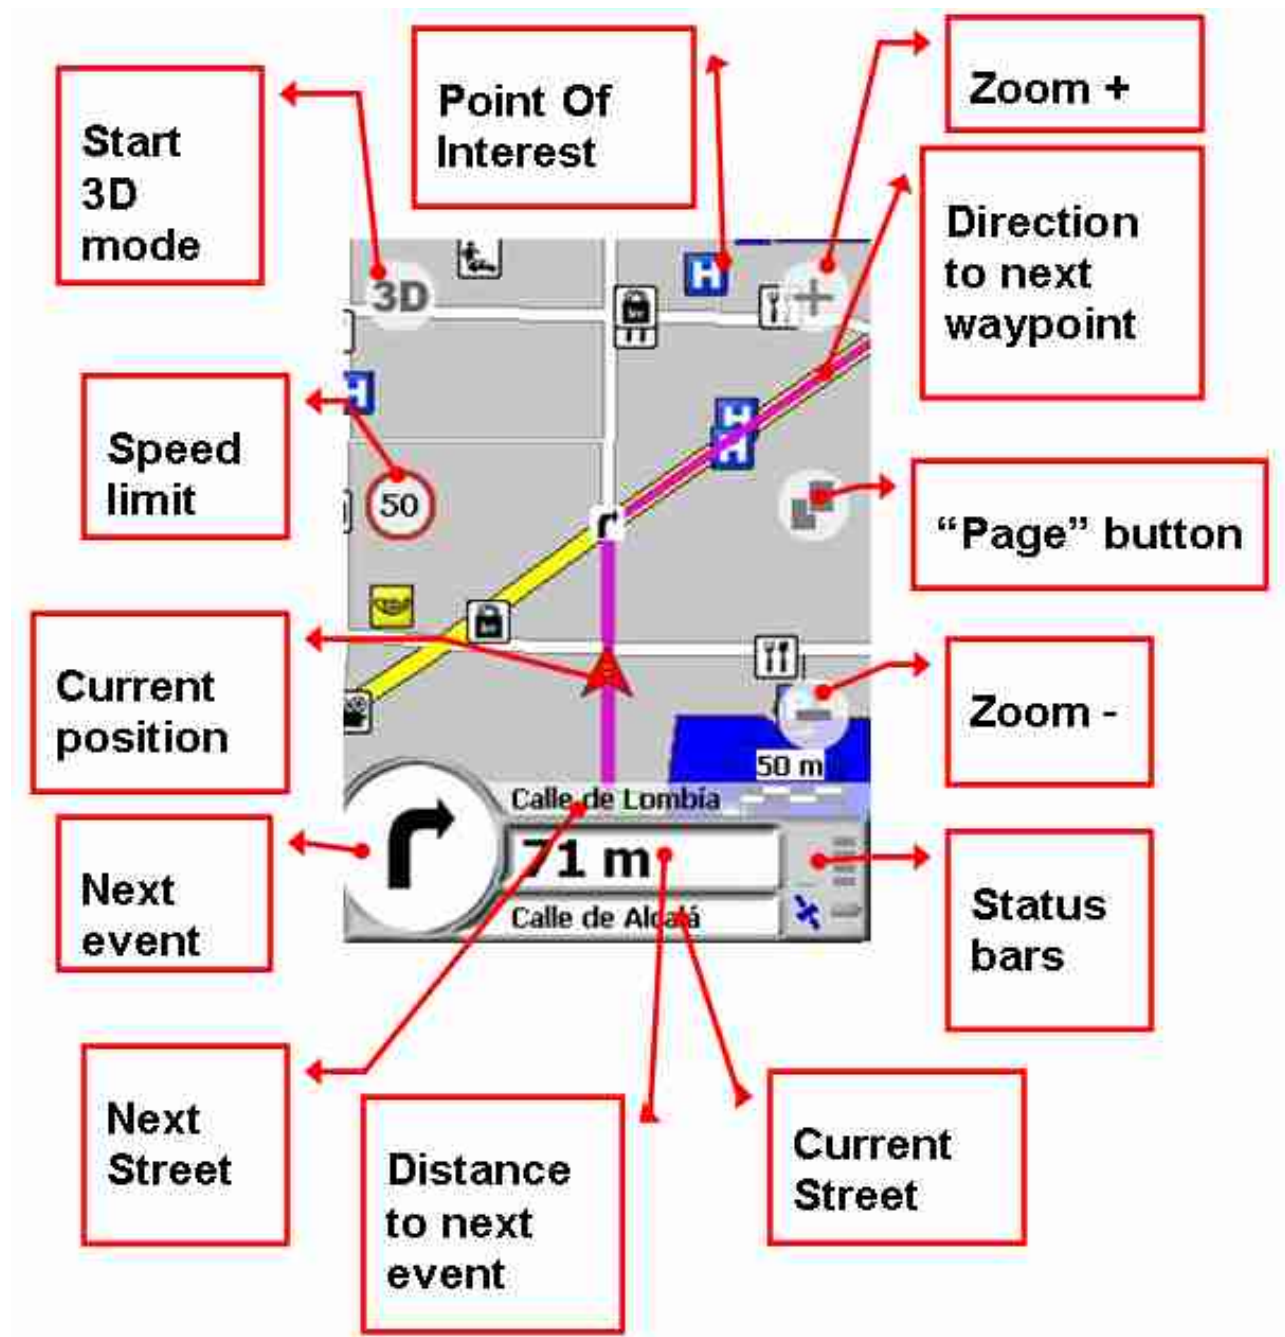 Point Of
Interest
Zoom +
Start
3D
mode
Direction
to next
waypoint
3D
H
H
Speed
limit
H
H
50
“Page” button
Current
position
Zoom -
50 m
Calle de Lombía
71 m
Calle de Alcalá
Next
event
Status
bars
Next
Street
Distance
to next
event
Current
Street